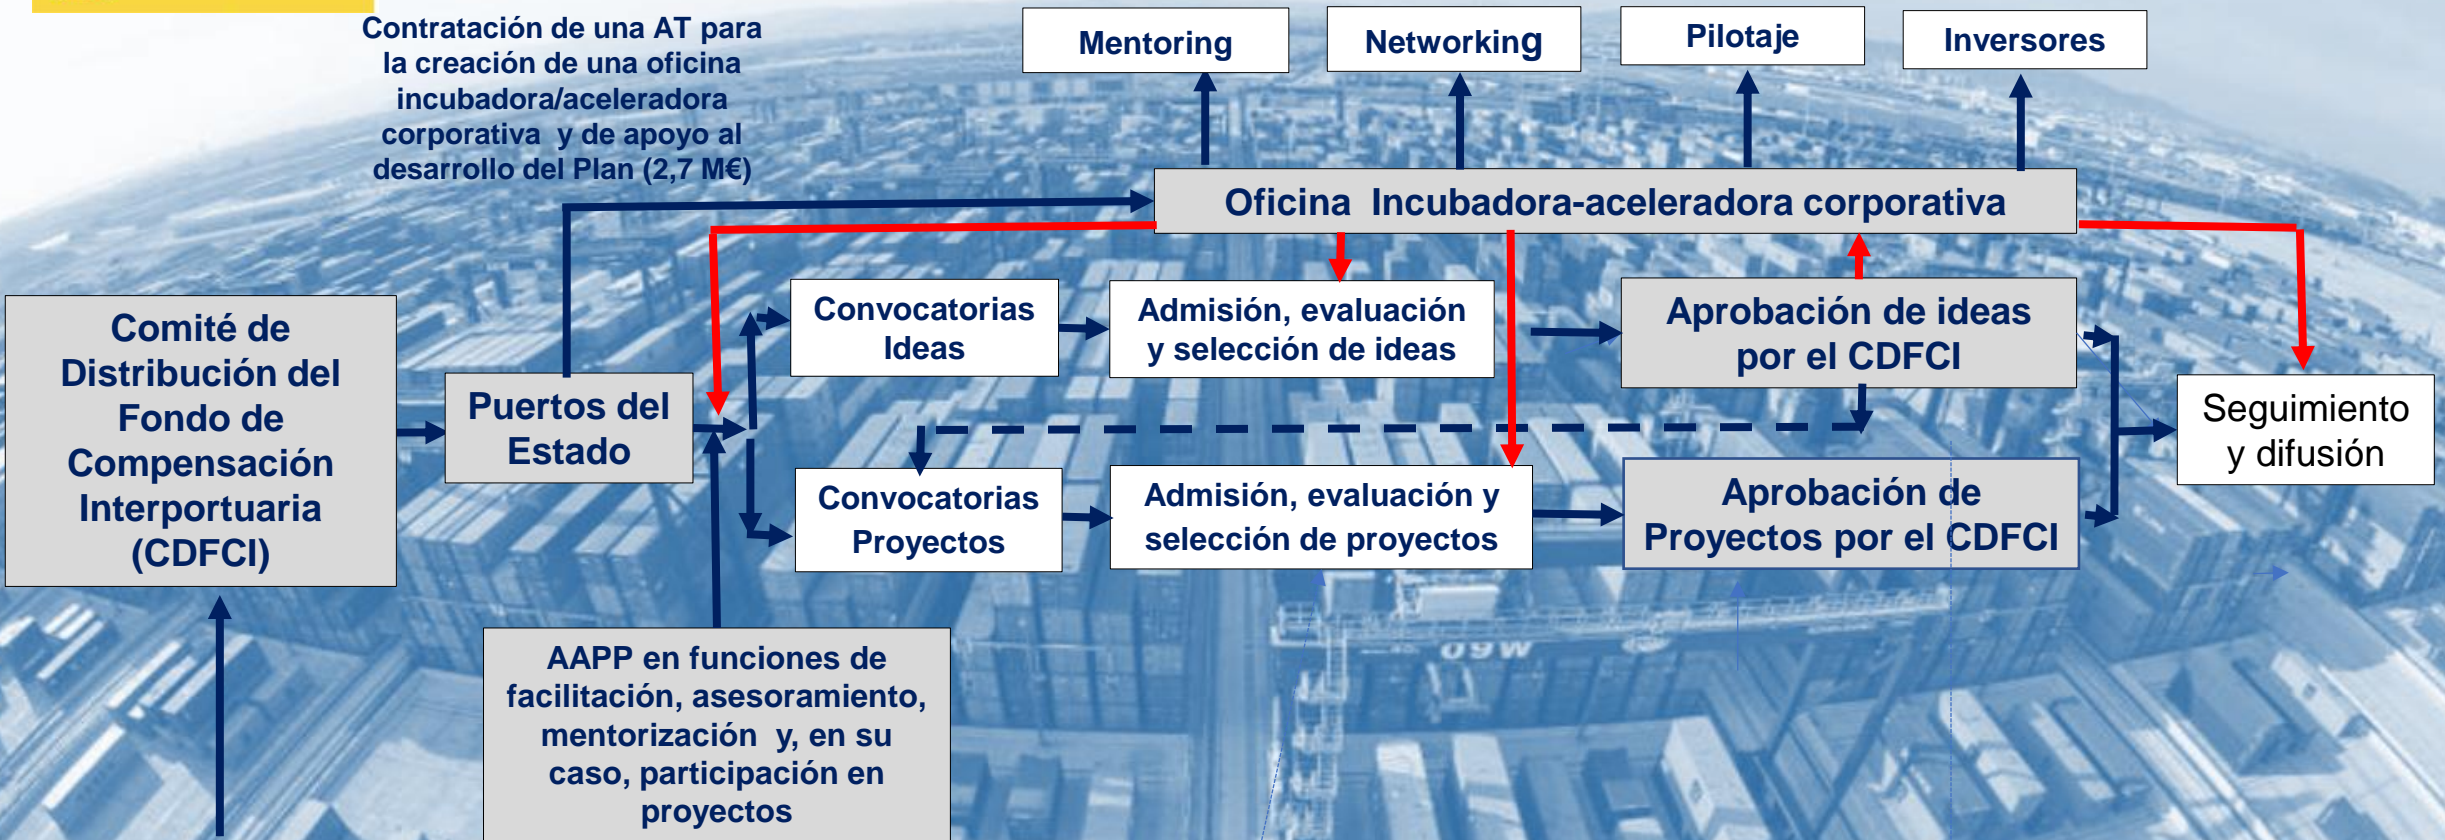 Contratación de una AT para
la creación de una oficina
incubadora/aceleradora
corporativa y de apoyo al
desarrollo del Plan (2,7 M€)
Mentoring
Networking
Pilotaje
Inversores
Oficina Incubadora-aceleradora corporativa
Comité de
Distribución del
Fondo de
Compensación
Interportuaria
(CDFCI)
Puertos del
Estado
Convocatorias
Ideas
Admisión, evaluación
y selección de ideas
Aprobación de ideas
por el CDFCI
Convocatorias
Proyectos
Admisión, evaluación y
selección de proyectos
Aprobación de
Proyectos por el CDFCI
Seguimiento
y difusión
AAPP en funciones de
facilitación, asesoramiento,
mentorización y, en su
caso, participación en
proyectos